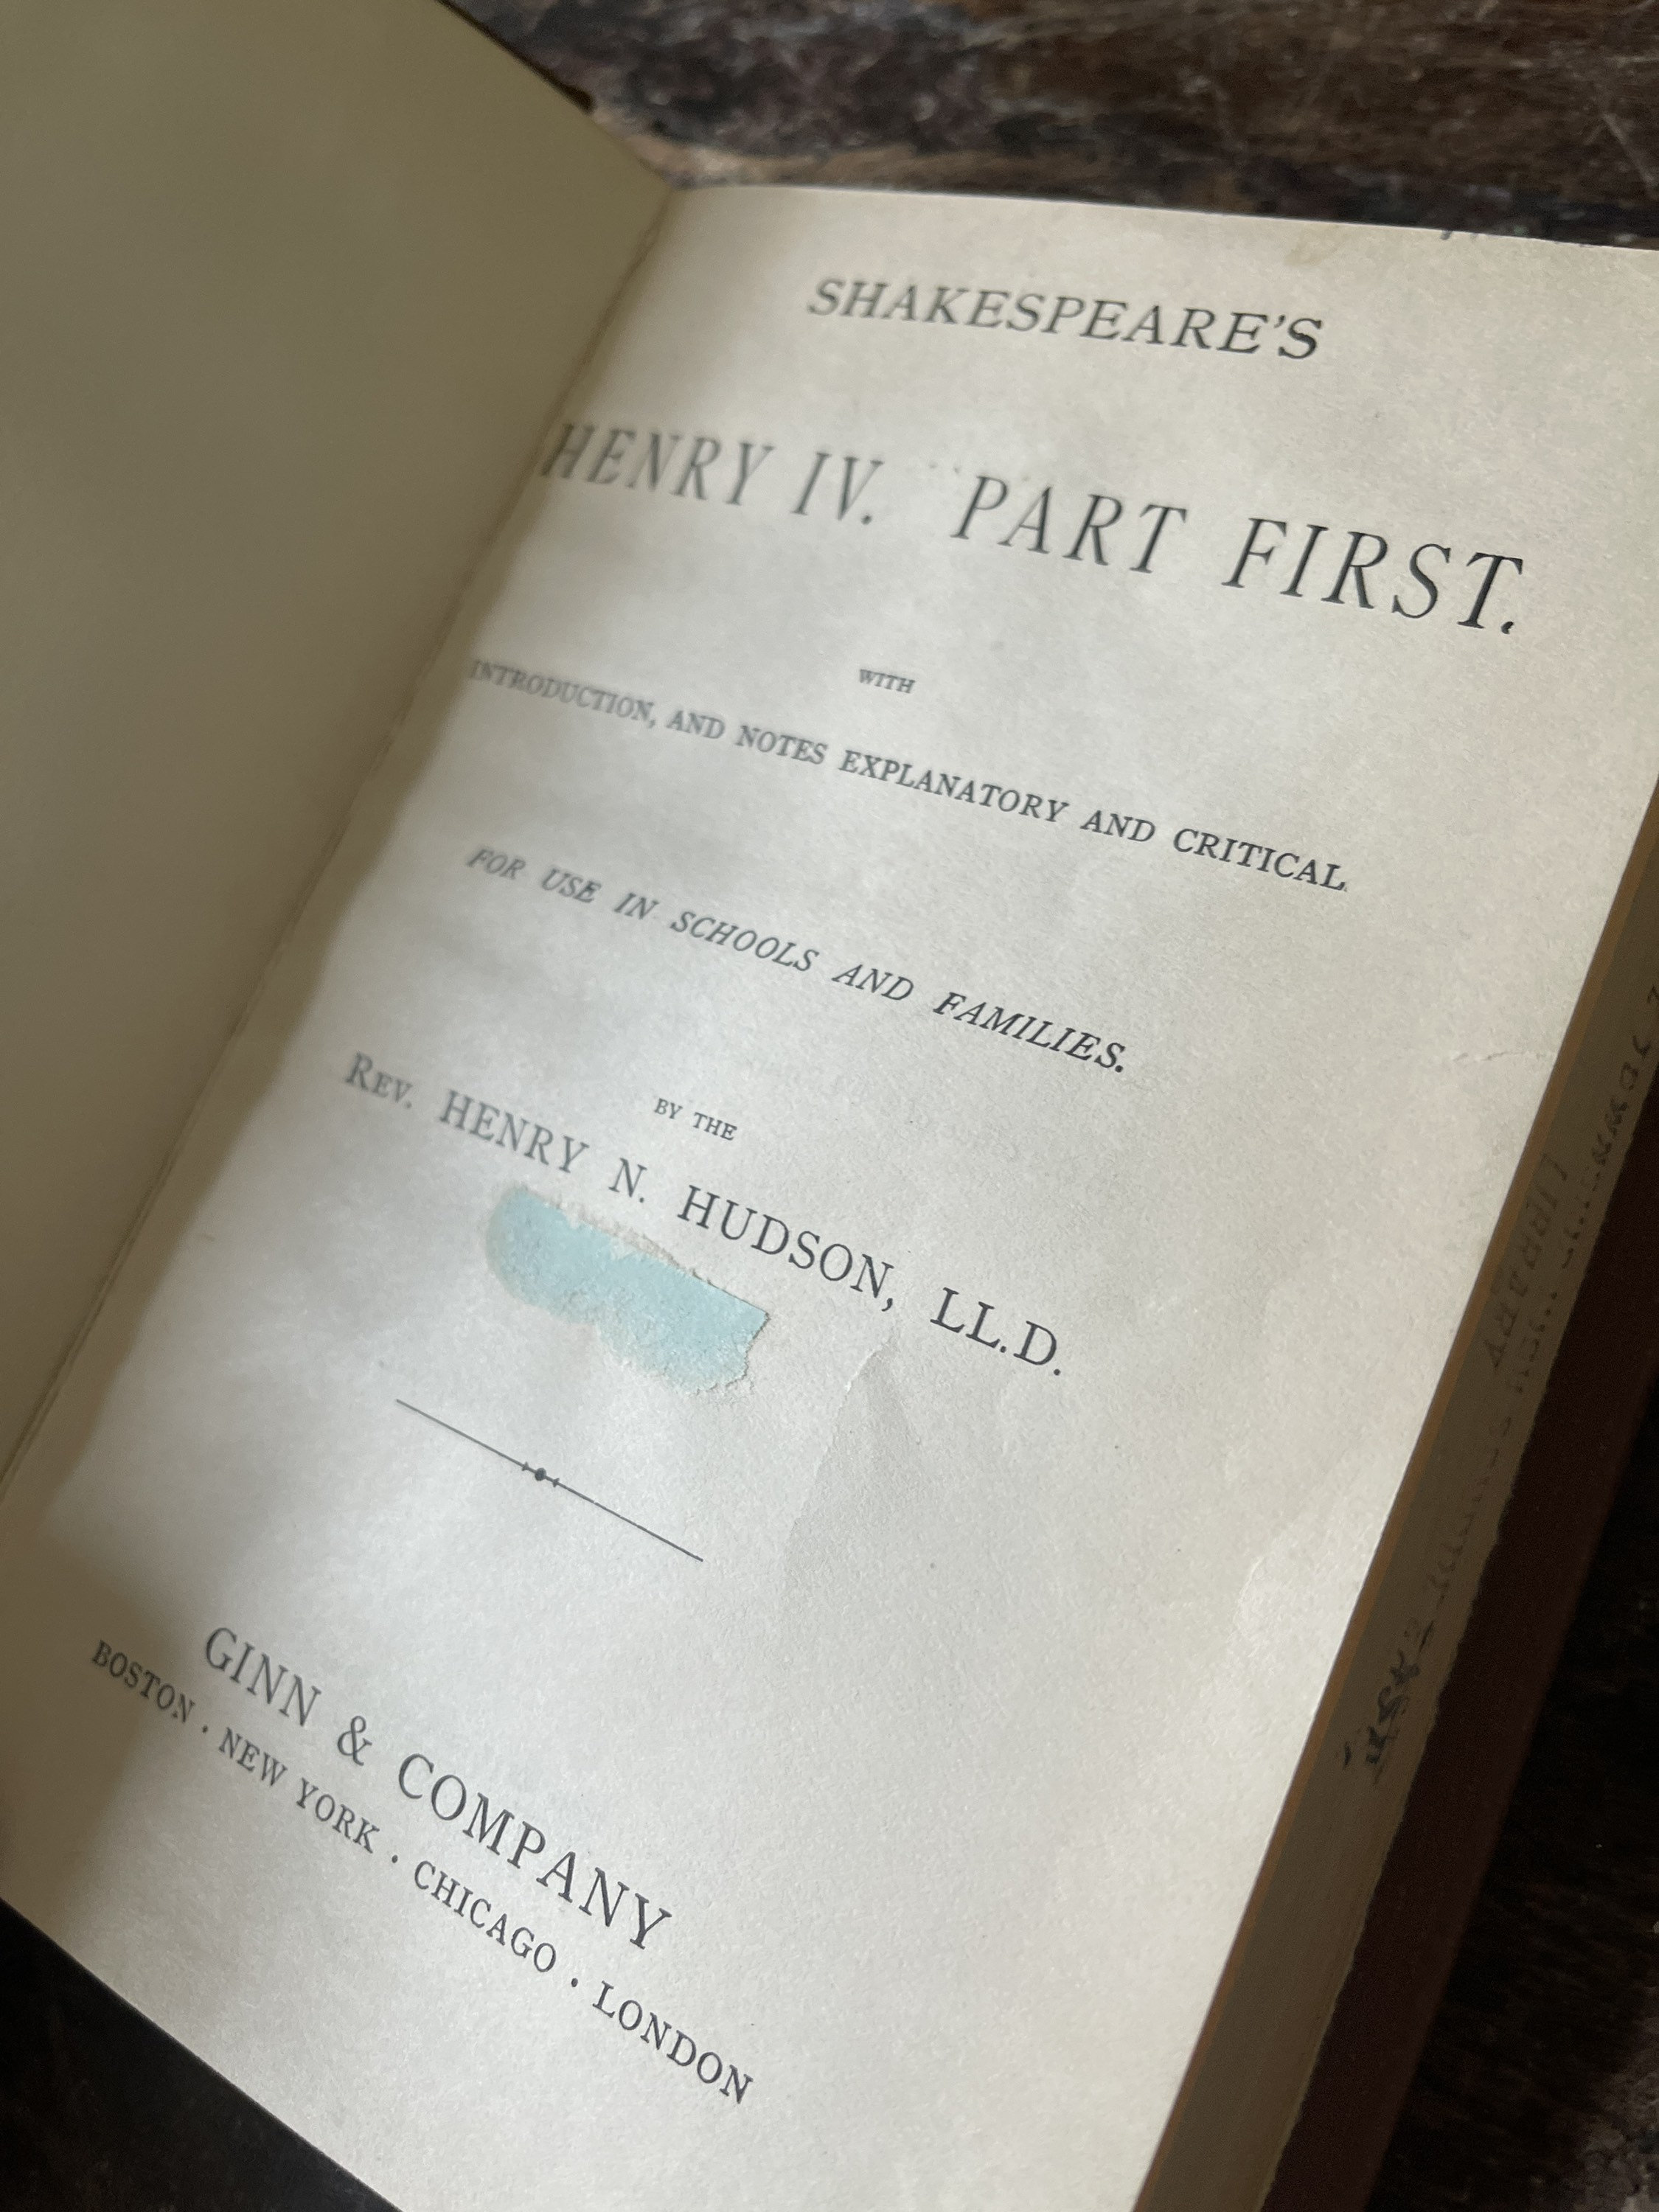 SHAKESPEARE'S
HENRY IV. PART FIRST.
WITH
INTRODUCTION, AND NOTES EXPLANATORY AND CRITICAL.
FOR USE IN SCHOOLS AND FAMILIES.
BY THE
REV. HENRY N. HUDSON, LL.D.
GINN & COMPANY
BOSTON · NEW YORK · CHICAGO · LONDON
LIBRARY